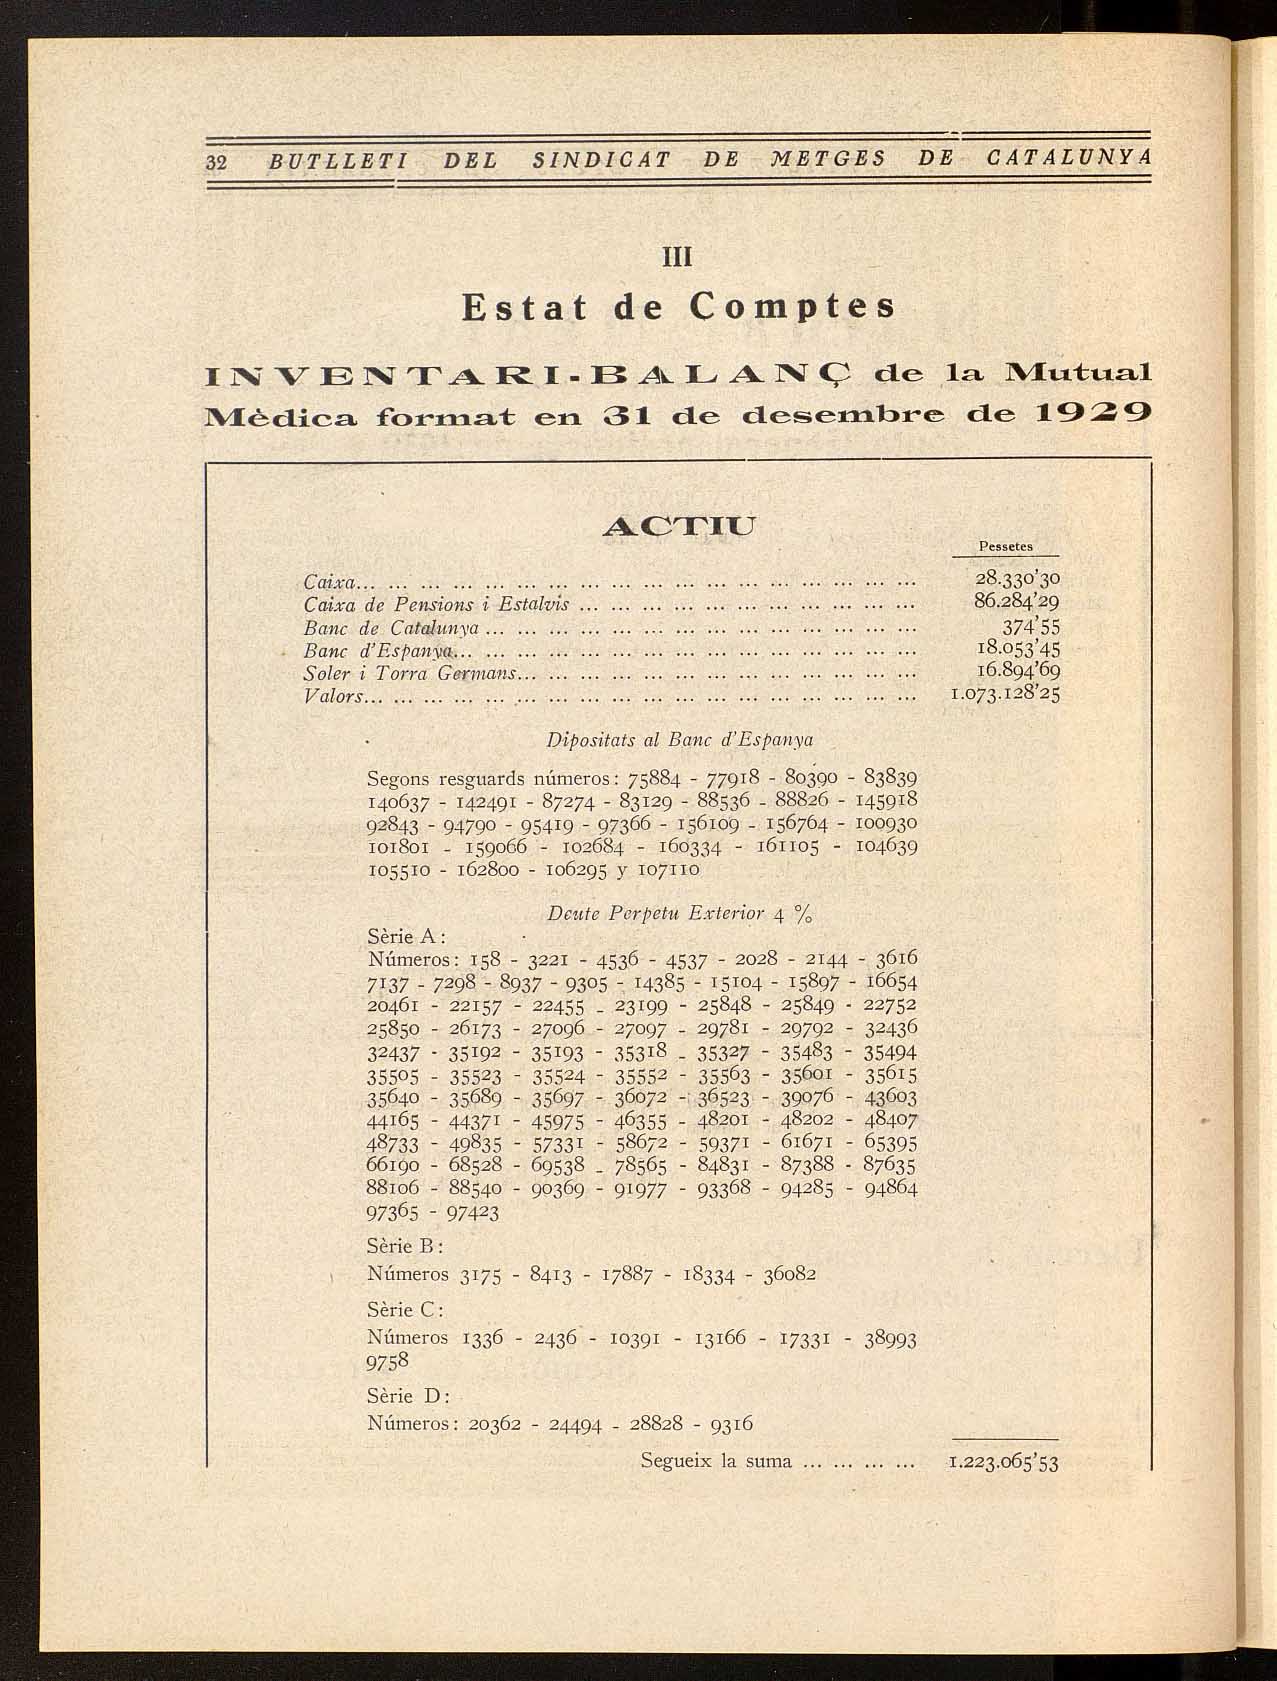 32 BUTLLETI DEL SINDICAT DE METGES DE CATALUNYA
III
Estat de Comptes
INVENTARI-BALANÇ de la Mutual
Mèdica format en 31 de desembre de 1929
ACTIU
Pessetes
Caixa... ... ... ... ... ... ... ... ... ... ... ... ... ... ... ... ... ... 28.330'30
Caixa de Pensions i Estalvis ... ... ... ... ... ... ... ... ... ... ... 86.284'29
Banc de Catalunya ... ... ... ... ... ... ... ... ... ... ... ... ... ... 374'55
Banc d'Espanya... ... ... ... ... ... ... ... ... ... ... ... ... ... ... 18.053'45
Soler i Torra Germans... ... ... ... ... ... ... ... ... ... ... ... ... 16.894'69
Valors... ... ... ... ... ... ... ... ... ... ... ... ... ... ... ... ... ... 1.073.128'25
Dipositats al Banc d'Espanya
Segons resguards números: 75884 - 77918 - 80390 - 83839
140637 - 142491 - 87274 - 83129 - 88536 - 88826 - 145918
92843 - 94790 - 95419 - 97366 - 156109 - 156764 - 100930
101801 - 159066 - 102684 - 160334 - 161105 - 104639
105510 - 162800 - 106295 y 107110
Deute Perpetu Exterior 4 %
Sèrie A:
Números: 158 - 3221 - 4536 - 4537 - 2028 - 2144 - 3616
7137 - 7298 - 8937 - 9305 - 14385 - 15104 - 15897 - 16654
20461 - 22157 - 22455 - 23199 - 25848 - 25849 - 22752
25850 - 26173 - 27096 - 27097 - 29781 - 29792 - 32436
32437 - 35192 - 35193 - 35318 - 35327 - 35483 - 35494
35505 - 35523 - 35524 - 35552 - 35563 - 35601 - 35615
35640 - 35689 - 35697 - 36072 - 36523 - 39076 - 43603
44165 - 44371 - 45975 - 46355 - 48201 - 48202 - 48407
48733 - 49835 - 57331 - 58672 - 59371 - 61671 - 65395
66190 - 68528 - 69538 - 78565 - 84831 - 87388 - 87635
88106 - 88540 - 90369 - 91977 - 93368 - 94285 - 94864
97365 - 97423
Sèrie B:
Números 3175 - 8413 - 17887 - 18334 - 36082
Sèrie C:
Números 1336 - 2436 - 10391 - 13166 - 17331 - 38993
9758
Sèrie D:
Números: 20362 - 24494 - 28828 - 9316
Segueix la suma ... ... ... ... 1.223.065'53